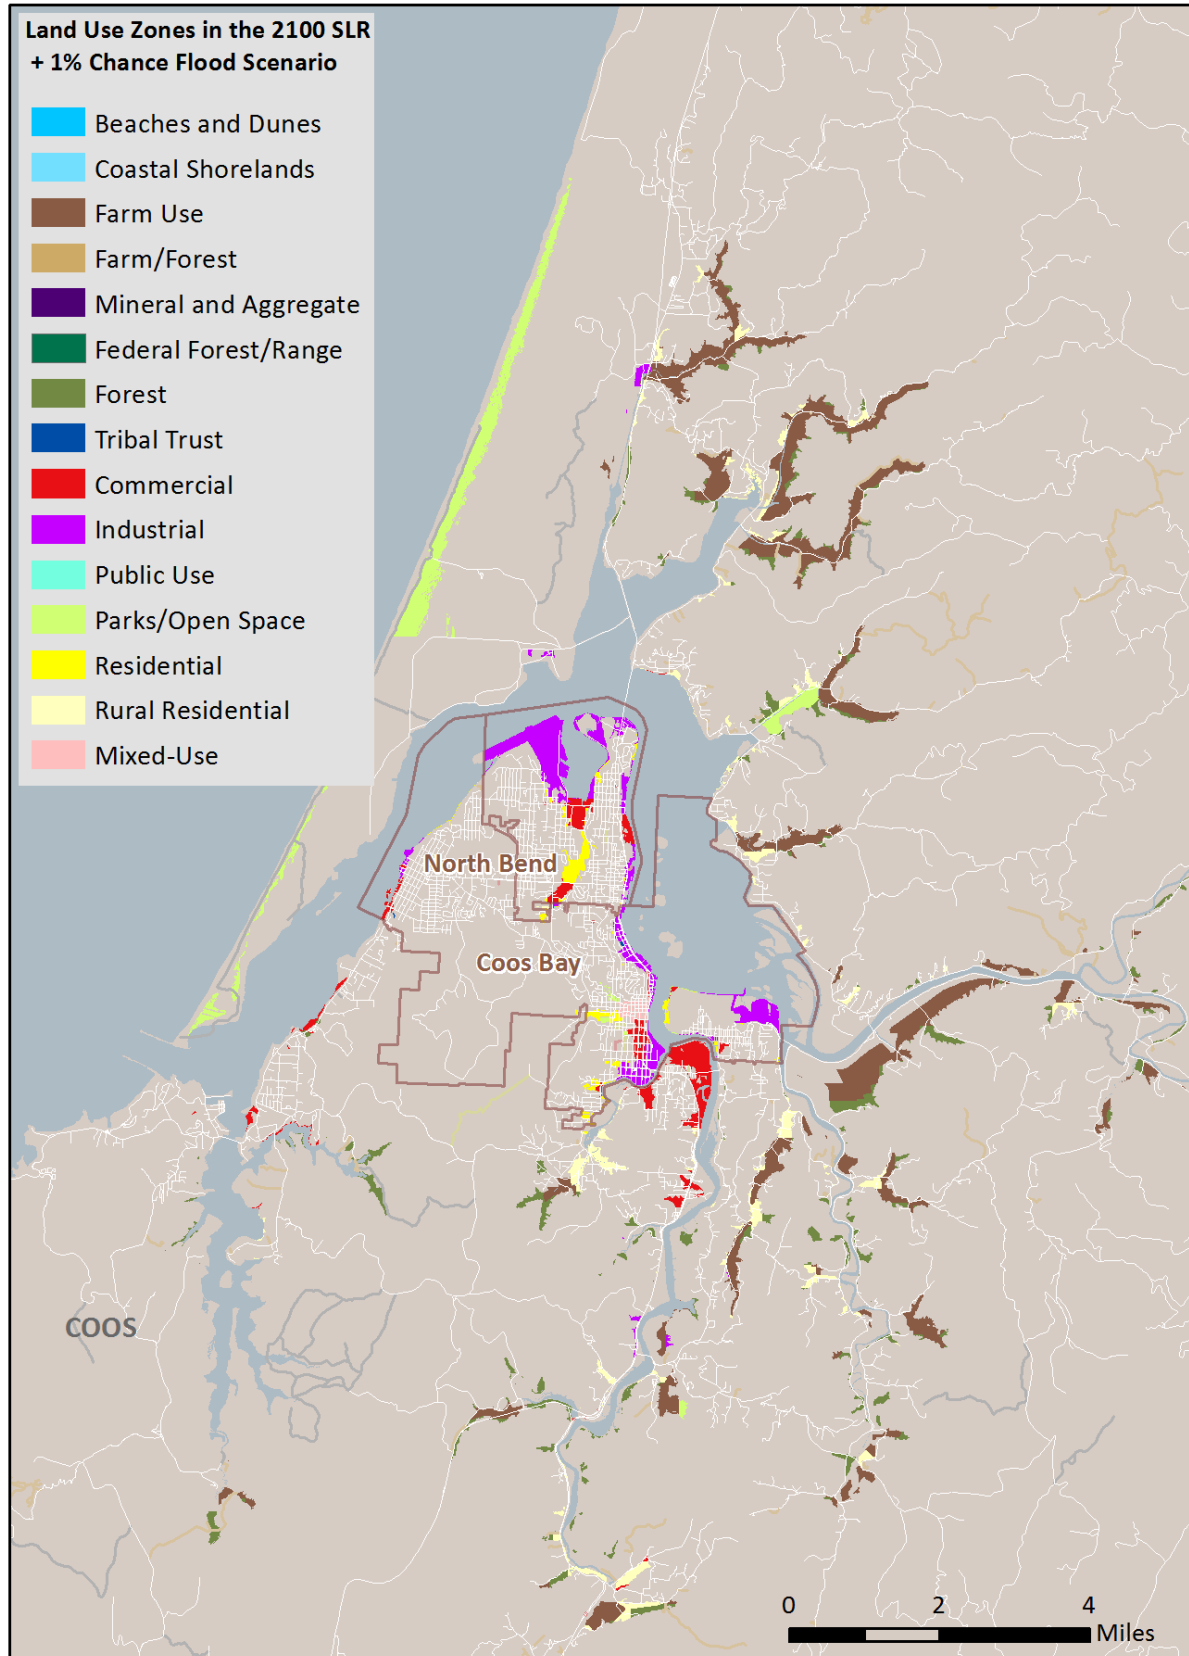 Land Use Zones in the 2100 SLR
+ 1% Chance Flood Scenario
Beaches and Dunes
Coastal Shorelands
Farm Use
Farm/Forest
Mineral and Aggregate
Federal Forest/Range
Forest
Tribal Trust
Commercial
Industrial
Public Use
Parks/Open Space
Residential
Rural Residential
Mixed-Use
North Bend
Coos Bay
COOS
0 2 4
Miles